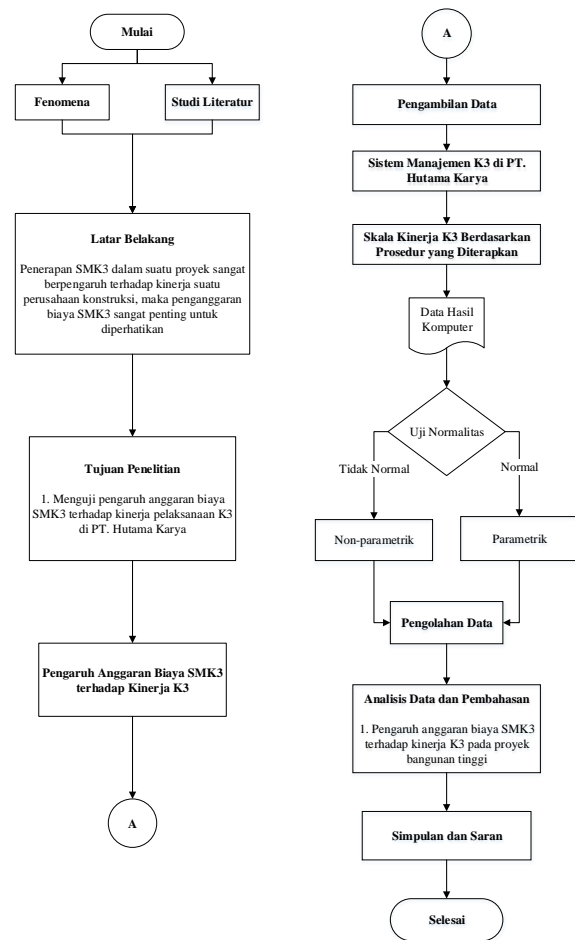 Mulai
Fenomena
Studi Literatur
Latar Belakang
Penerapan SMK3 dalam suatu proyek sangat
berpengaruh terhadap kinerja suatu
perusahaan konstruksi, maka penganggaran
biaya SMK3 sangat penting untuk
diperhatikan
Tujuan Penelitian
1. Menguji pengaruh anggaran biaya
SMK3 terhadap kinerja pelaksanaan K3
di PT. Hutama Karya
Pengaruh Anggaran Biaya SMK3
terhadap Kinerja K3
A
A
Pengambilan Data
Sistem Manajemen K3 di PT.
Hutama Karya
Skala Kinerja K3 Berdasarkan
Prosedur yang Diterapkan
Data Hasil
Komputer
Uji Normalitas
Tidak Normal
Normal
Non-parametrik
Parametrik
Pengolahan Data
Analisis Data dan Pembahasan
1. Pengaruh anggaran biaya SMK3
terhadap kinerja K3 pada proyek
bangunan tinggi
Simpulan dan Saran
Selesai